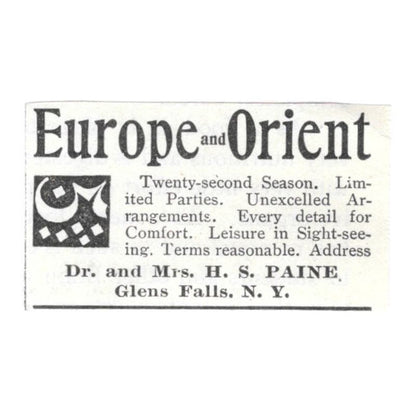 Europe and Orient
Twenty-second Season. Lim-
ited Parties. Unexcelled Ar-
rangements. Every detail for
Comfort. Leisure in Sight-see-
ing. Terms reasonable. Address
Dr. and Mrs. H. S. PAINE,
Glens Falls, N. Y.